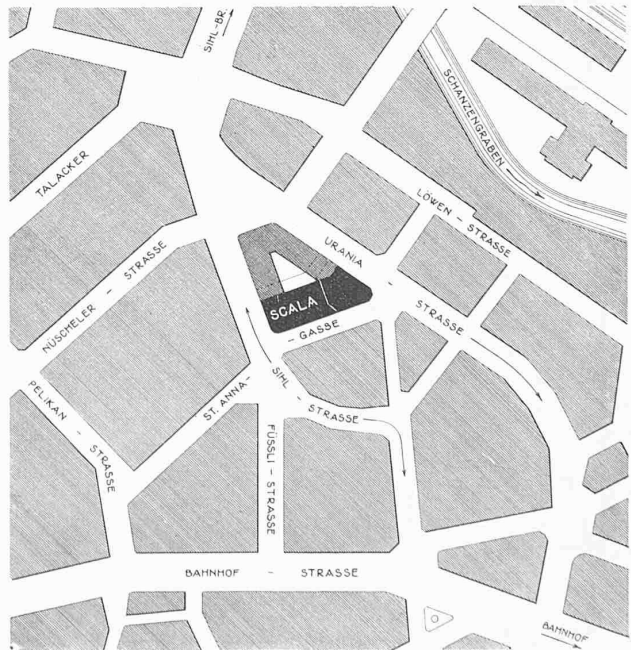 SIHL-BR.
SCHANZENGRABEN
TALACKER
LÖWEN - STRASSE
URANIA - STRASSE
NÜSCHELER - STRASSE
SCALA
ST. ANNA - GASSE
SIHL - STRASSE
PELIKAN - STRASSE
FÜSSLI - STRASSE
BAHNHOF - STRASSE
BAHNHOF